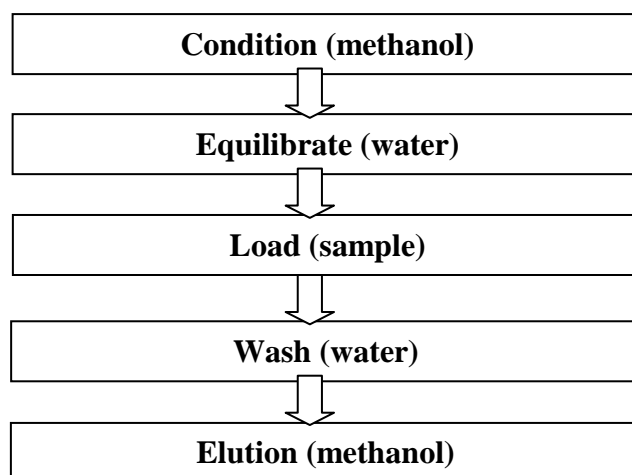 Condition (methanol)
Equilibrate (water)
Load (sample)
Wash (water)
Elution (methanol)